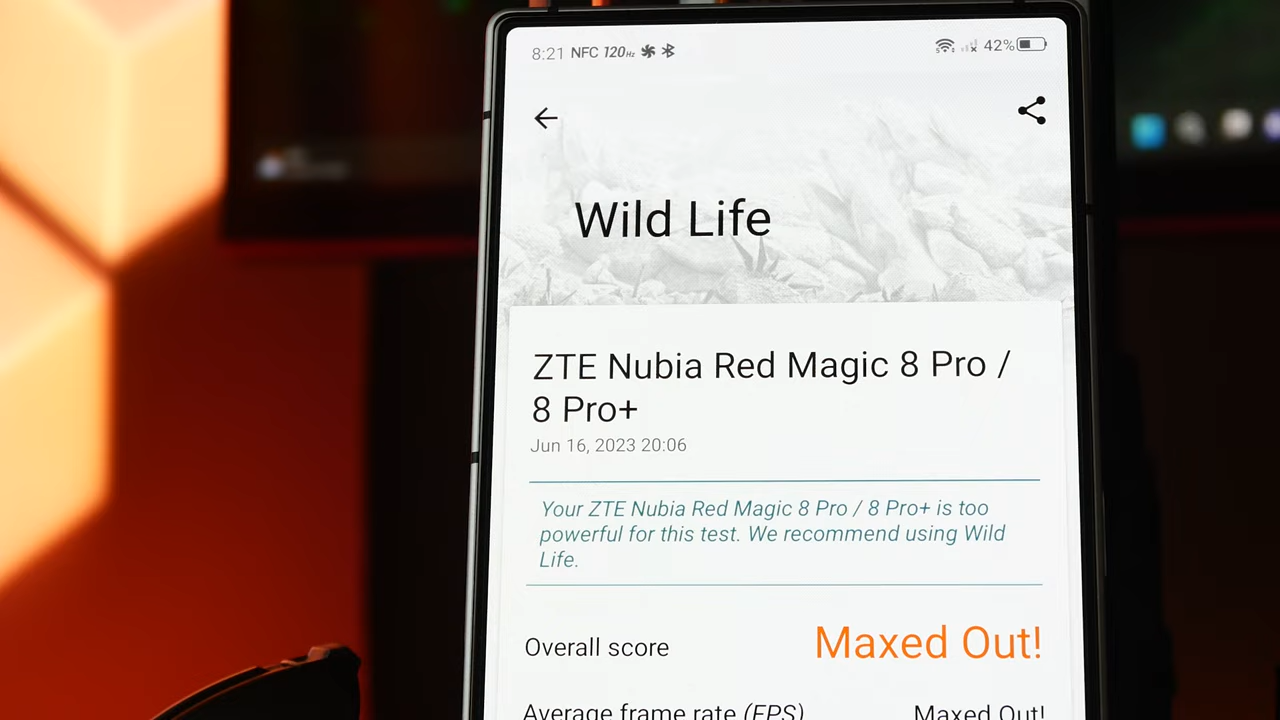 8:21 NFC 120Hz 42%
Wild Life
ZTE Nubia Red Magic 8 Pro /
8 Pro+
Jun 16, 2023 20:06
Your ZTE Nubia Red Magic 8 Pro / 8 Pro+ is too
powerful for this test. We recommend using Wild
Life.
Overall score Maxed Out!
Average frame rate (FPS) Maxed Out!